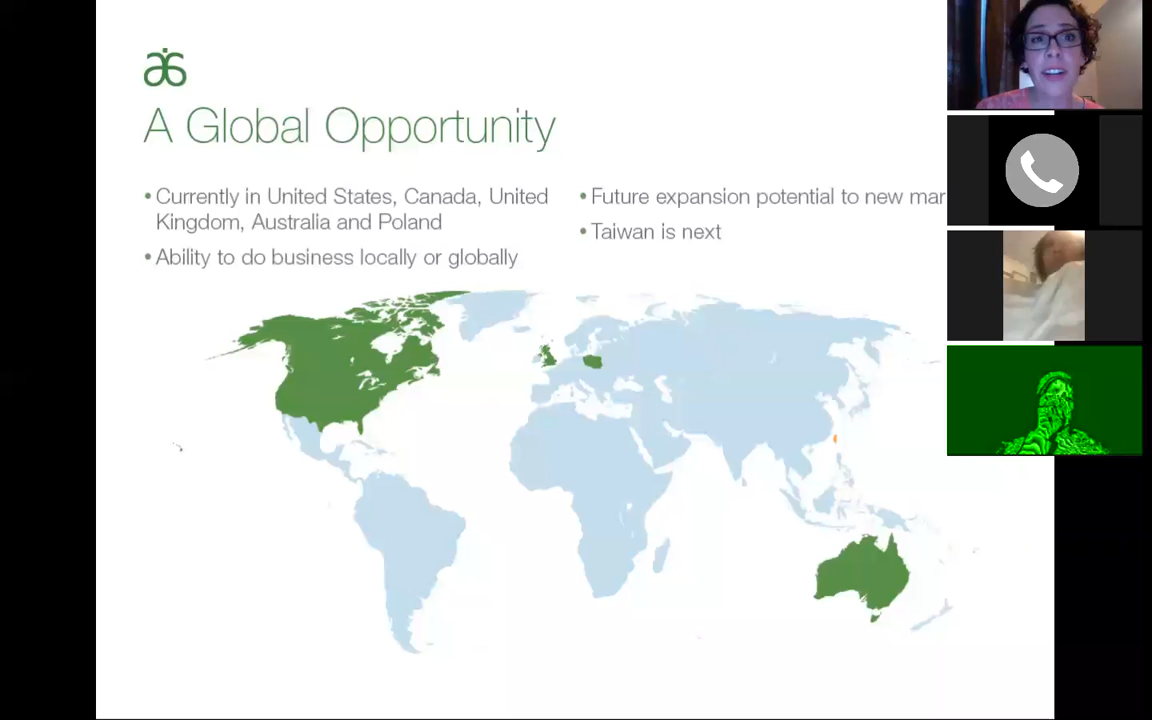 A Global Opportunity
• Currently in United States, Canada, United
Kingdom, Australia and Poland
• Ability to do business locally or globally
• Future expansion potential to new mar
• Taiwan is next